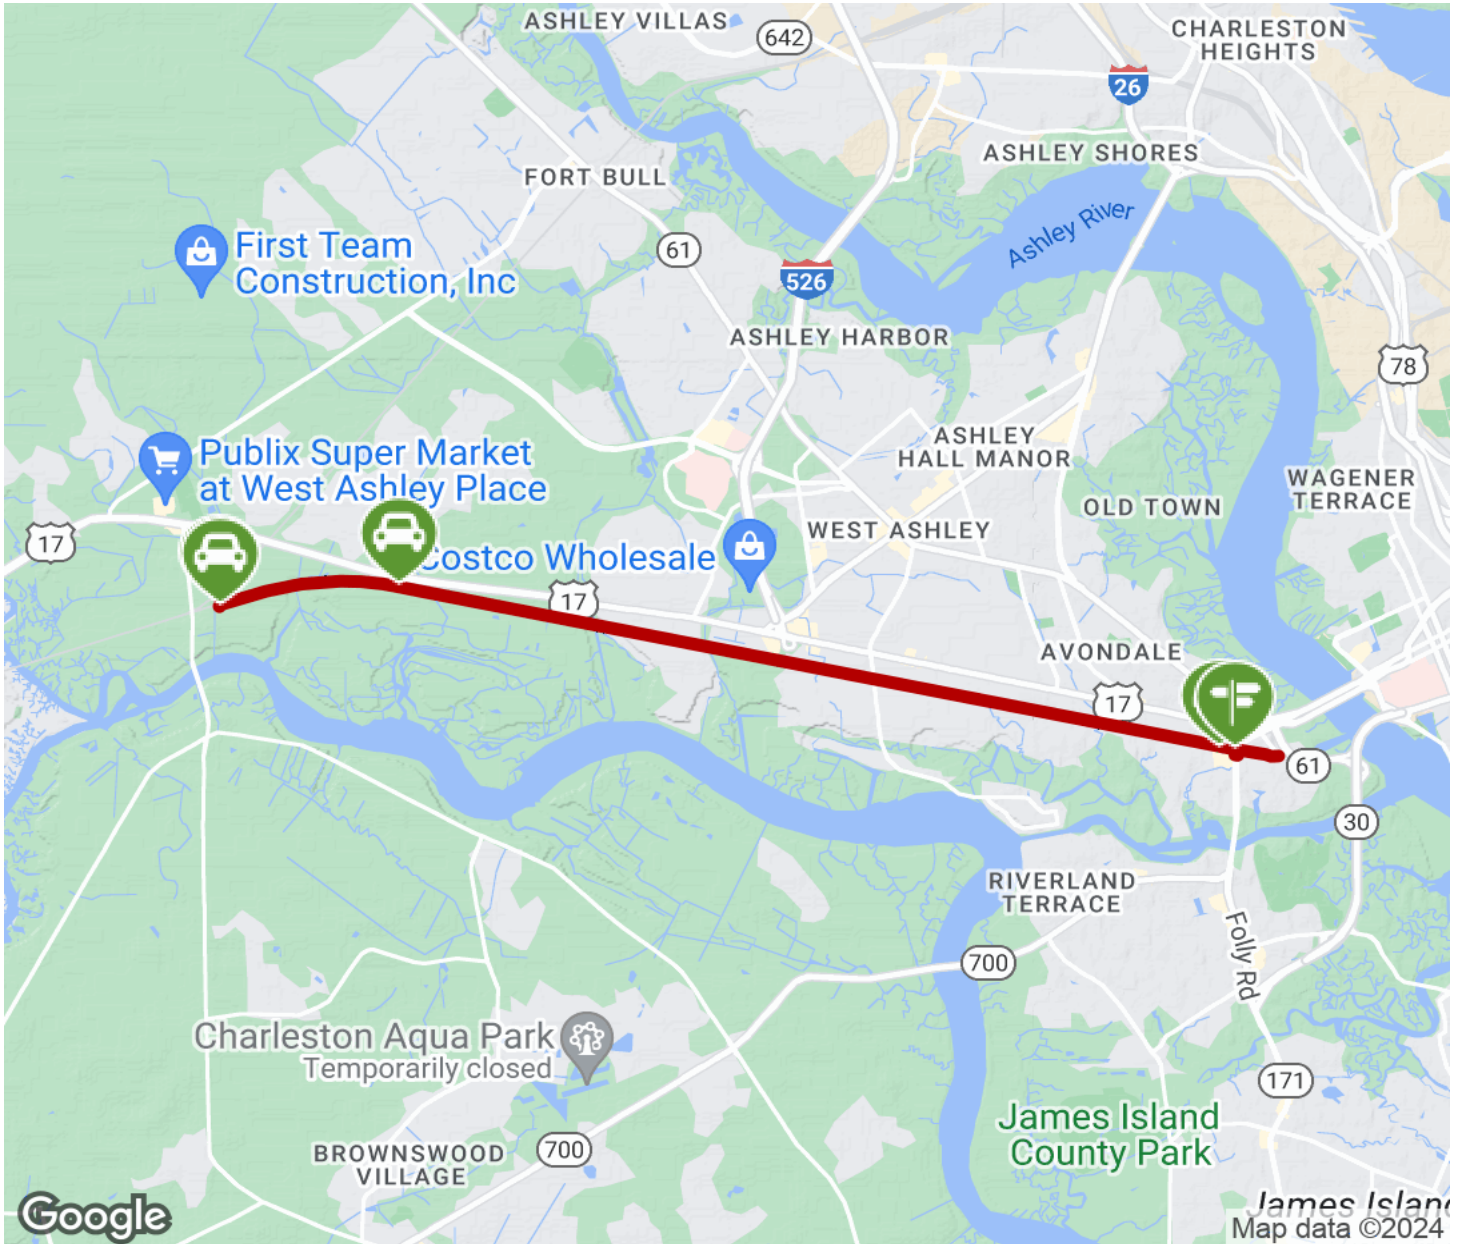 ASHLEY VILLAS
642
CHARLESTON
HEIGHTS
26
ASHLEY SHORES
FORT BULL
Ashley River
61
First Team
Construction, Inc
526
ASHLEY HARBOR
78
Publix Super Market
at West Ashley Place
ASHLEY
HALL MANOR
WAGENER
TERRACE
OLD TOWN
17
WEST ASHLEY
Costco Wholesale
17
AVONDALE
17
61
30
RIVERLAND
TERRACE
Folly Rd
700
Charleston Aqua Park
Temporarily closed
171
James Island
County Park
BROWNSWOOD
VILLAGE
700
Google
James Islan
Map data ©2024